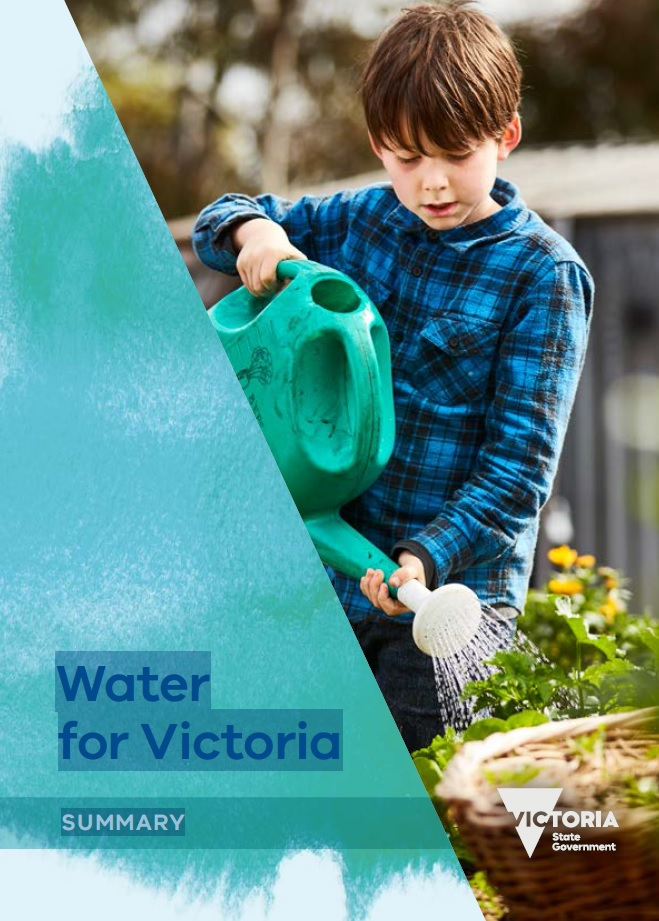 Water
for Victoria
SUMMARY
VICTORIA
State
Government